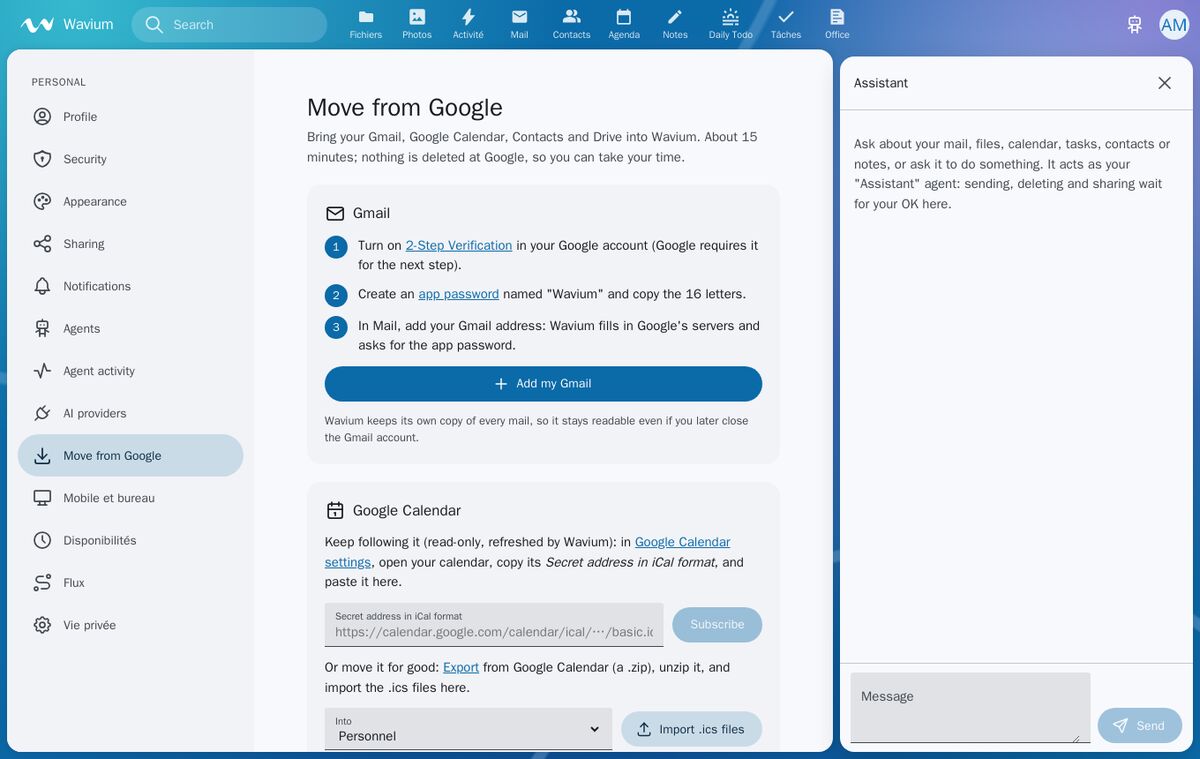 Wavium
Search
Fichiers
Photos
Activité
Mail
Contacts
Agenda
Notes
Daily Todo
Tâches
Office
AM
PERSONAL
Profile
Security
Appearance
Sharing
Notifications
Agents
Agent activity
AI providers
Move from Google
Mobile et bureau
Disponibilités
Flux
Vie privée
Move from Google
Bring your Gmail, Google Calendar, Contacts and Drive into Wavium. About 15
minutes; nothing is deleted at Google, so you can take your time.
Gmail
1 Turn on 2-Step Verification in your Google account (Google requires it
for the next step).
2 Create an app password named "Wavium" and copy the 16 letters.
3 In Mail, add your Gmail address: Wavium fills in Google's servers and
asks for the app password.
Add my Gmail
Wavium keeps its own copy of every mail, so it stays readable even if you later close
the Gmail account.
Google Calendar
Keep following it (read-only, refreshed by Wavium): in Google Calendar
settings, open your calendar, copy its Secret address in iCal format, and
paste it here.
Secret address in iCal format
https://calendar.google.com/calendar/ical/…/basic.ic
Subscribe
Or move it for good: Export from Google Calendar (a .zip), unzip it, and
import the .ics files here.
Into
Personnel
Import .ics files
Assistant
Ask about your mail, files, calendar, tasks, contacts or
notes, or ask it to do something. It acts as your
"Assistant" agent: sending, deleting and sharing wait
for your OK here.
Message
Send